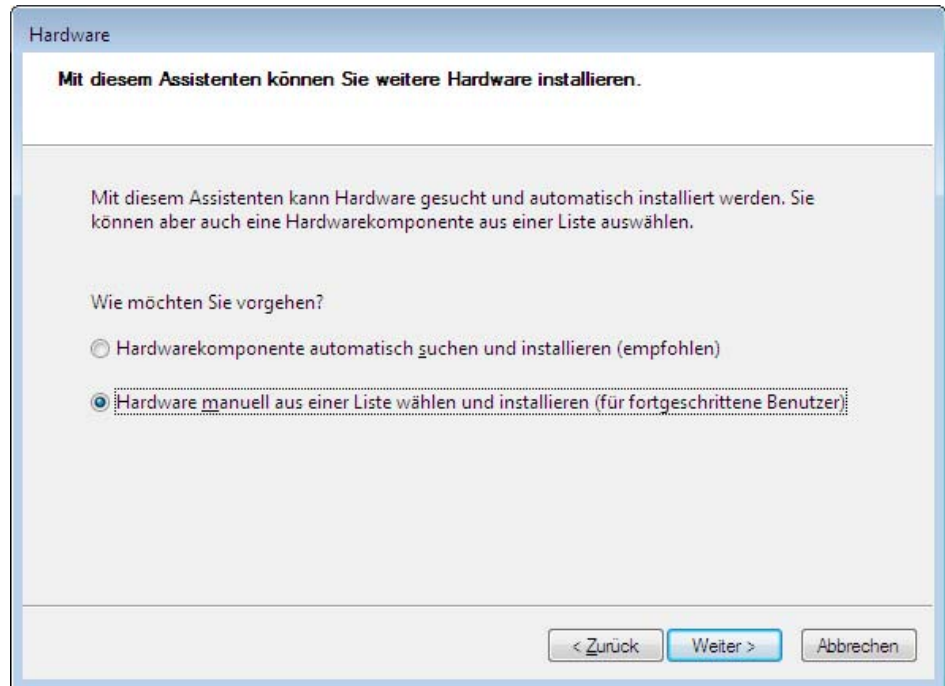 Hardware
Mit diesem Assistenten können Sie weitere Hardware installieren.
Mit diesem Assistenten kann Hardware gesucht und automatisch installiert werden. Sie
können aber auch eine Hardwarekomponente aus einer Liste auswählen.
Wie möchten Sie vorgehen?
Hardwarekomponente automatisch suchen und installieren (empfohlen)
Hardware manuell aus einer Liste wählen und installieren (für fortgeschrittene Benutzer)
< Zurück Weiter > Abbrechen